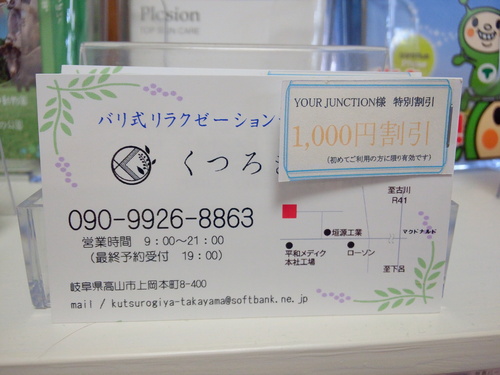 Plcsion
バリ式リラクゼーション
くつろ
YOUR JUNCTION様 特別割引
1,000円割引
(初めてご利用の方に限り有効です)
090-9926-8863
営業時間 9:00~21:00
(最終予約受付 19:00)
岐阜県高山市上岡本町8-400
mail / kutsurogiya-takayama@softbank.ne.jp
至古川
R41
垣源工業
マクドナルド
平和メディク
本社工場
ローソン
至下呂